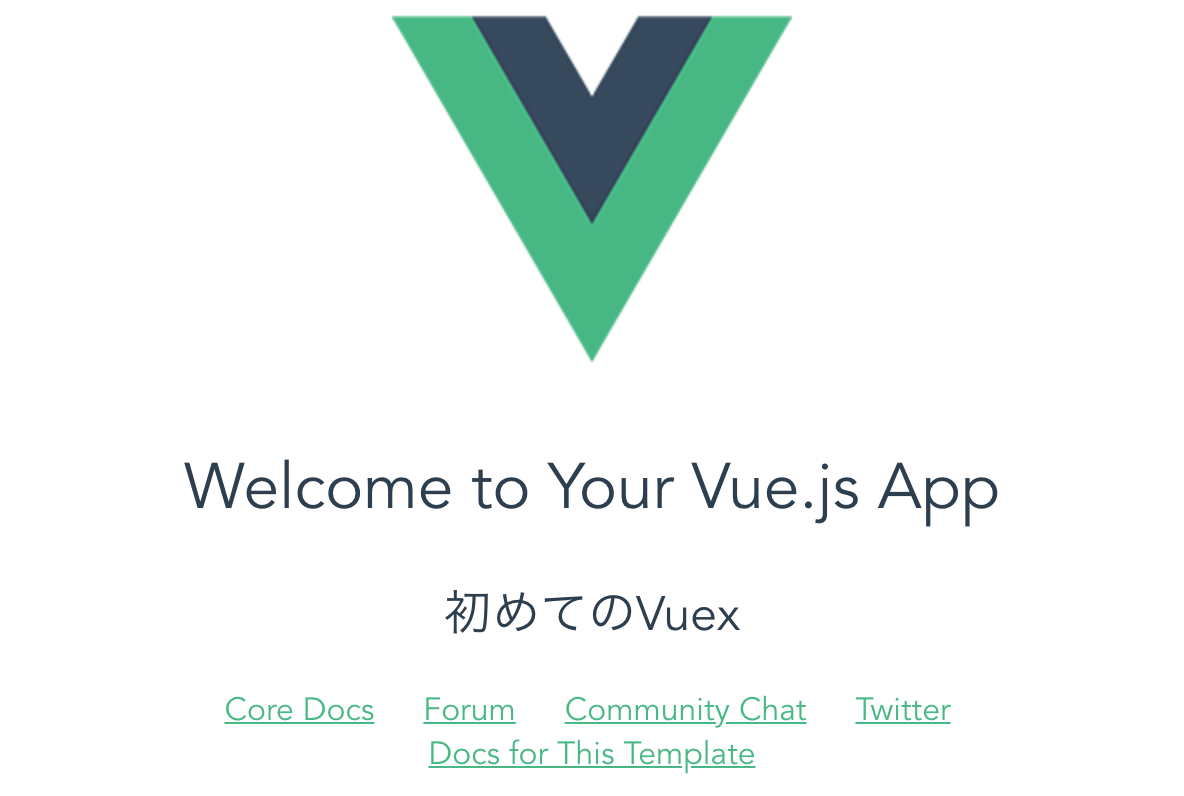 Welcome to Your Vue.js App
初めてのVuex
Core Docs Forum Community Chat Twitter
Docs for This Template